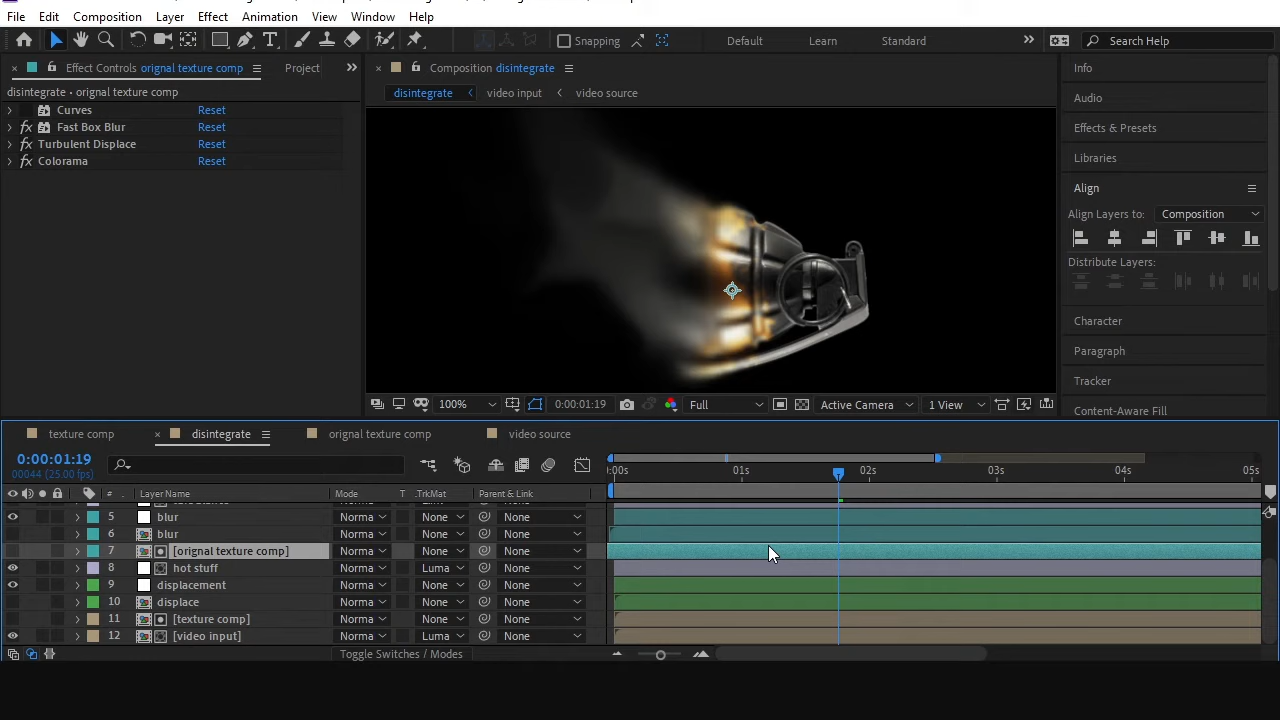 File Edit Composition Layer Effect Animation View Window Help
Snapping Default Learn Standard Search Help
Effect Controls orignal texture comp Project
Composition disintegrate
Info
disintegrate • orignal texture comp
disintegrate video input video source
Audio
Curves Reset
Fast Box Blur Reset
Turbulent Displace Reset
Colorama Reset
Effects & Presets
Libraries
Align
Align Layers to: Composition
Distribute Layers:
Character
Paragraph
Tracker
Content-Aware Fill
100% 0:00:01:19 Full Active Camera 1 View
texture comp disintegrate orignal texture comp video source
0:00:01:19
00044 (25.00 fps)
:00s 01s 02s 03s 04s 05s
# Layer Name Mode T .TrkMat Parent & Link
5 blur Norma None None
6 blur Norma None None
7 [orignal texture comp] Norma None None
8 hot stuff Norma Luma None
9 displacement Norma None None
10 displace Norma None None
11 [texture comp] Norma None None
12 [video input] Norma Luma None
Toggle Switches / Modes